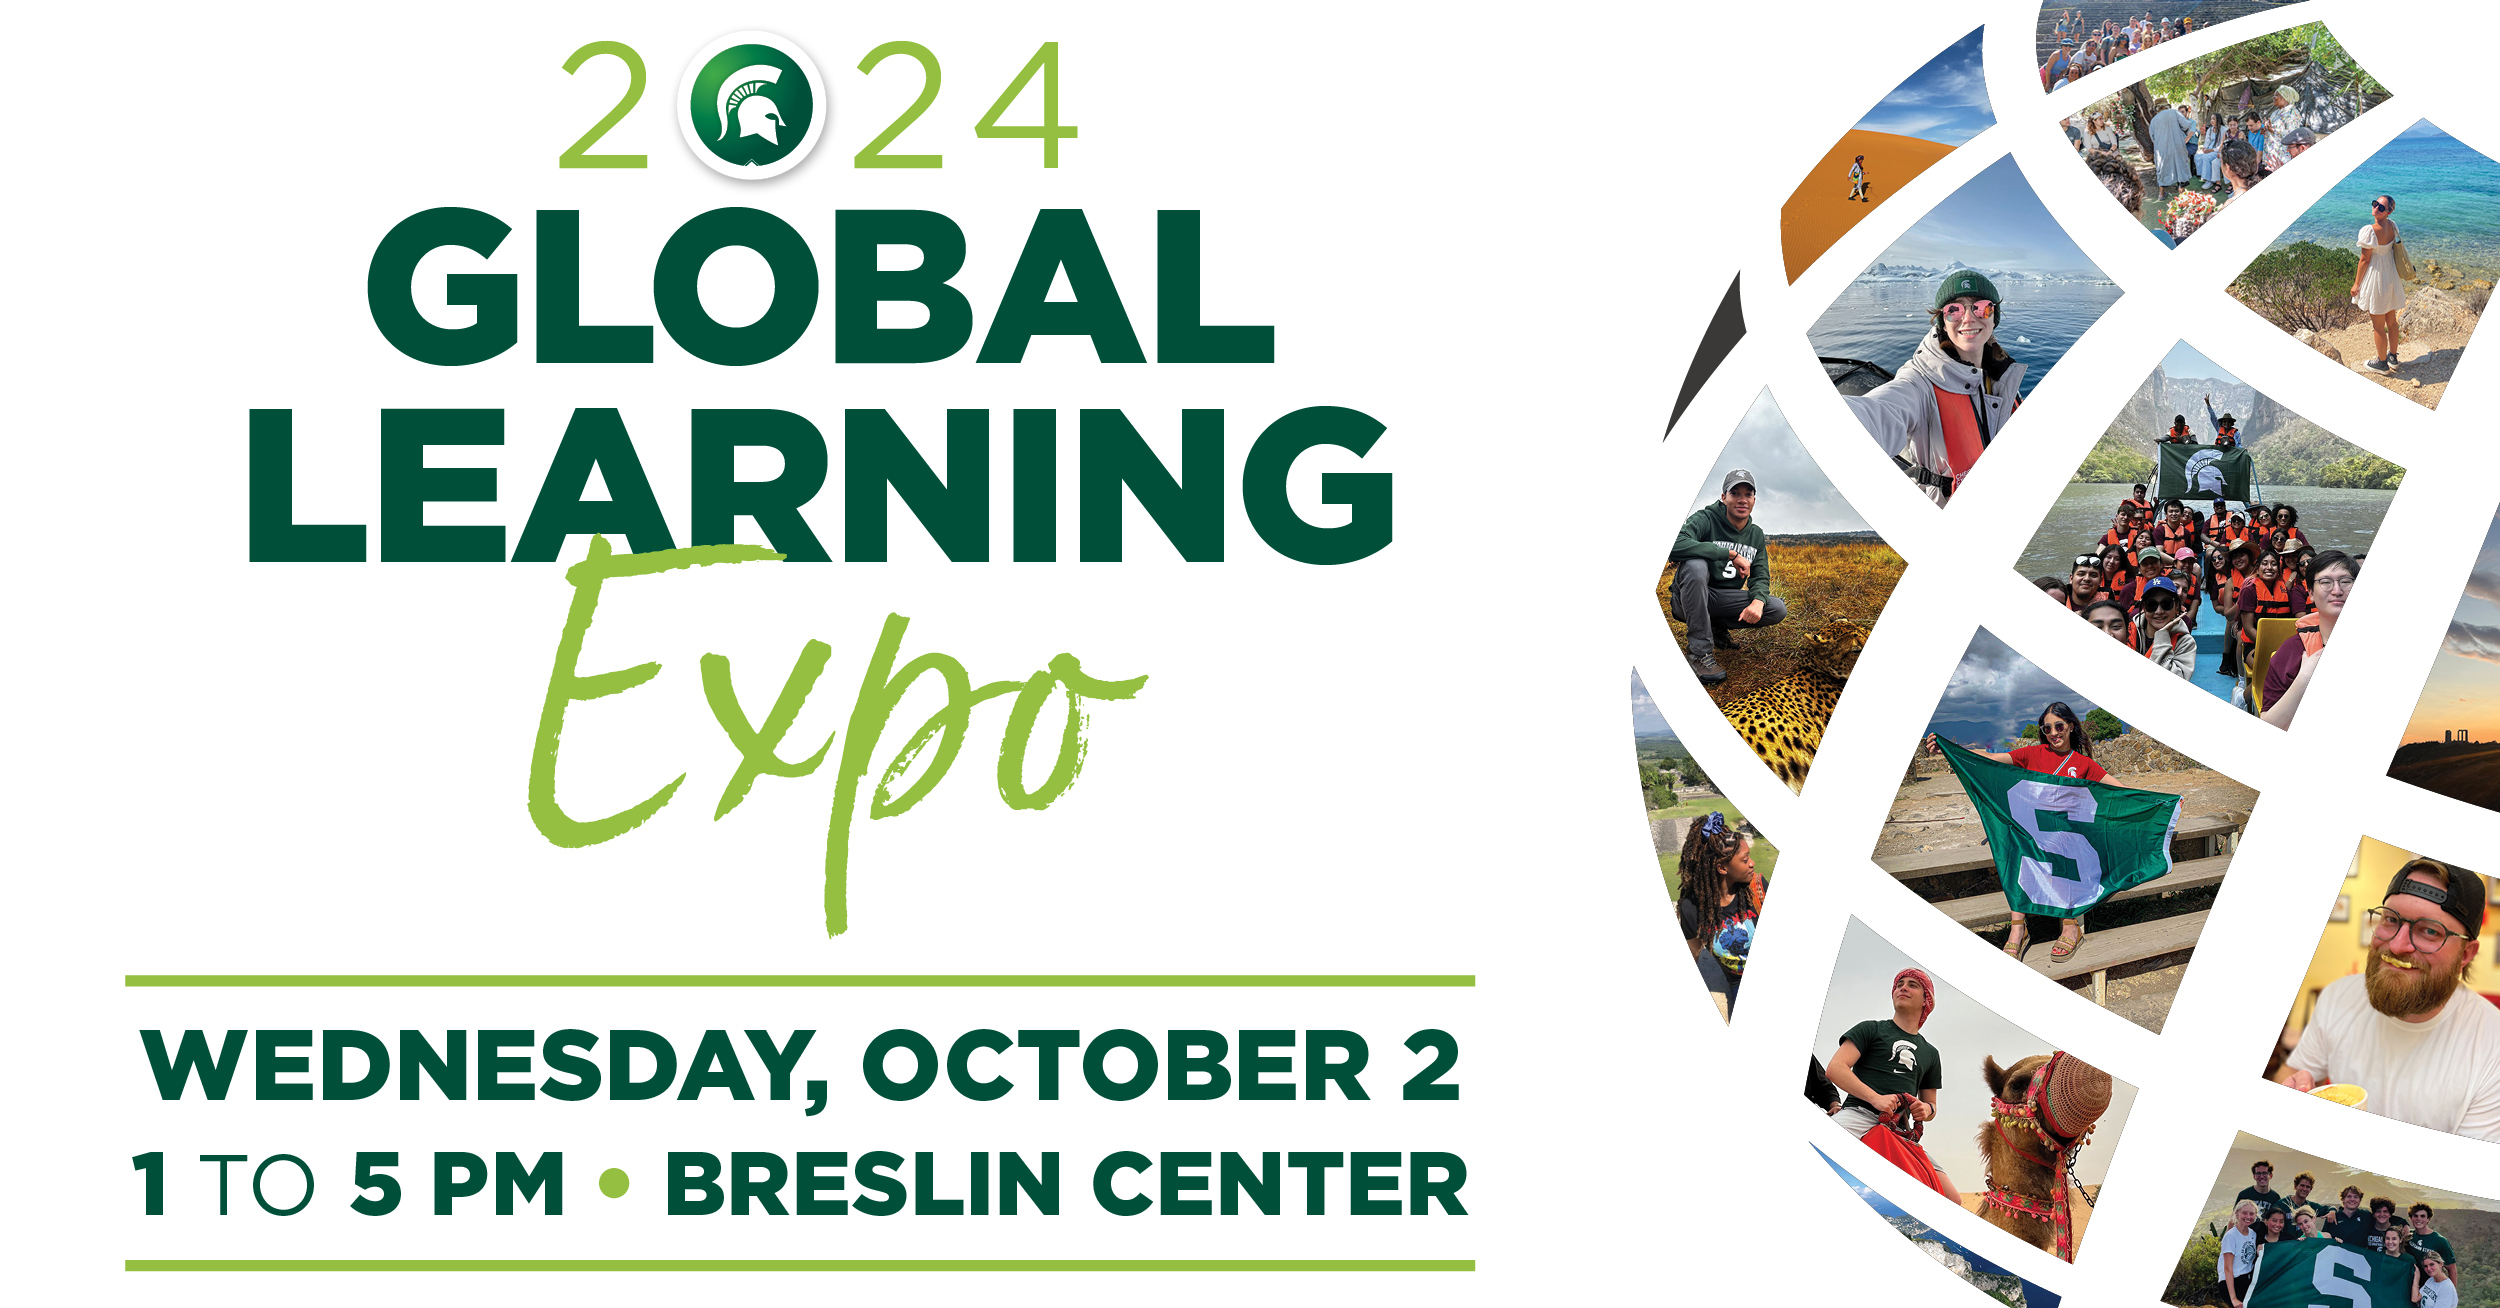 2024
GLOBAL
LEARNING
Expo
WEDNESDAY, OCTOBER 2
1 TO 5 PM • BRESLIN CENTER
S
S
S